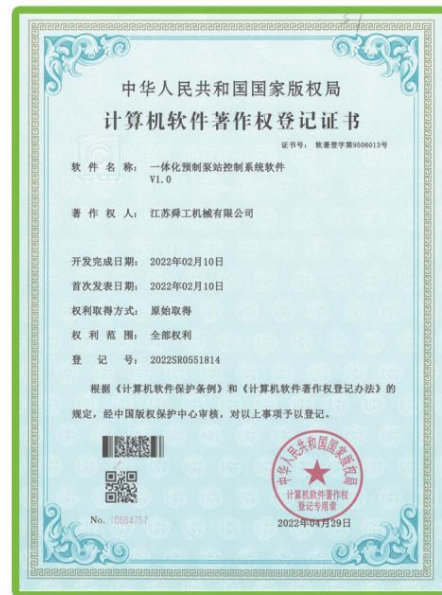 中华人民共和国国家版权局
计算机软件著作权登记证书
证书号： 软著登字第9506013号
软 件 名 称： 一体化预制泵站控制系统软件
V1.0
著 作 权 人： 江苏舜工机械有限公司
开发完成日期： 2022年02月10日
首次发表日期： 2022年02月10日
权利取得方式： 原始取得
权 利 范 围： 全部权利
登 记 号： 2022SR0551814
根据《计算机软件保护条例》和《计算机软件著作权登记办法》的
规定，经中国版权保护中心审核，对以上事项予以登记。
中华人民共和国国家版权局
计算机软件著作权
登记专用章
No. 10664757
2022年04月29日